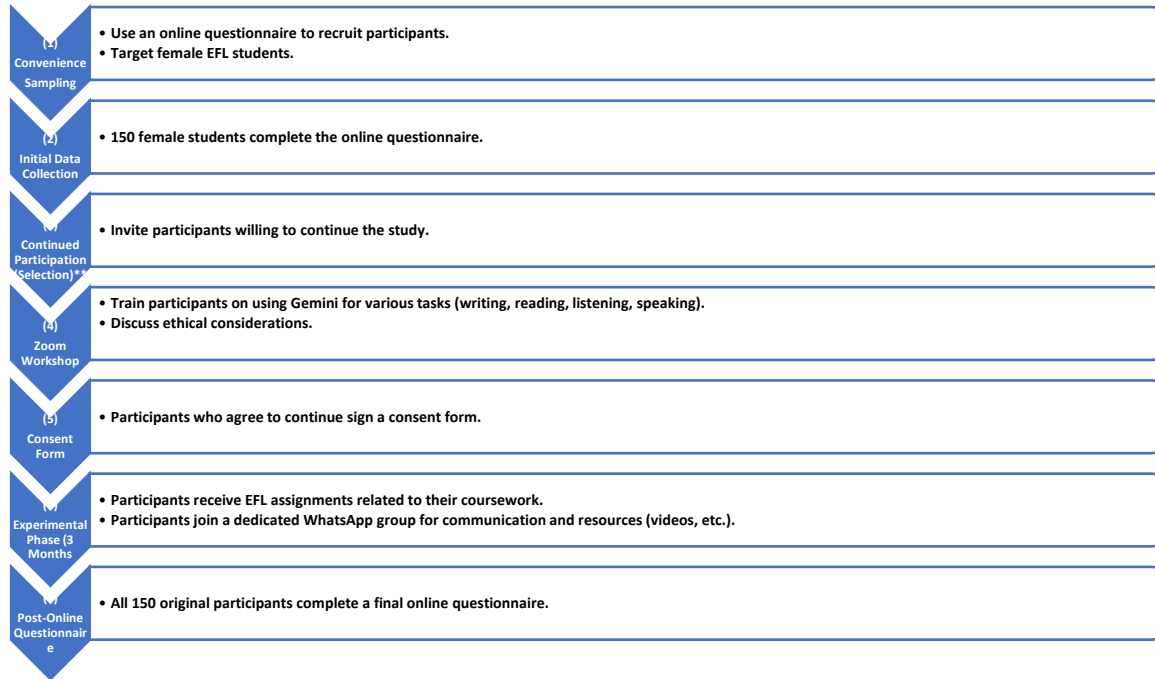 (1)
Convenience
Sampling
• Use an online questionnaire to recruit participants.
• Target female EFL students.
(2)
Initial Data
Collection
• 150 female students complete the online questionnaire.
Continued
Participation
(Selection)**
• Invite participants willing to continue the study.
(4)
Zoom
Workshop
• Train participants on using Gemini for various tasks (writing, reading, listening, speaking).
• Discuss ethical considerations.
(5)
Consent
Form
• Participants who agree to continue sign a consent form.
Experimental
Phase (3
Months
• Participants receive EFL assignments related to their coursework.
• Participants join a dedicated WhatsApp group for communication and resources (videos, etc.).
Post-Online
Questionnair
e
• All 150 original participants complete a final online questionnaire.